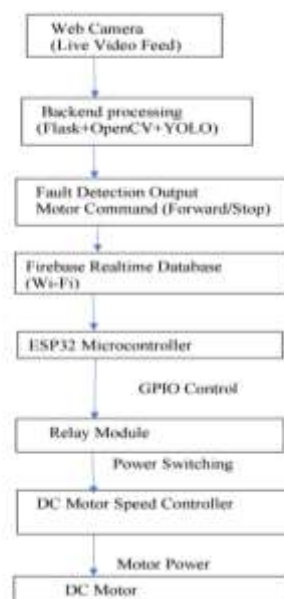 Web Camera
(Live Video Feed)
Backend processing
(Flask+OpenCV+YOLO)
Fault Detection Output
Motor Command (Forward/Stop)
Firebase Realtime Database
(Wi-Fi)
ESP32 Microcontroller
GPIO Control
Relay Module
Power Switching
DC Motor Speed Controller
Motor Power
DC Motor